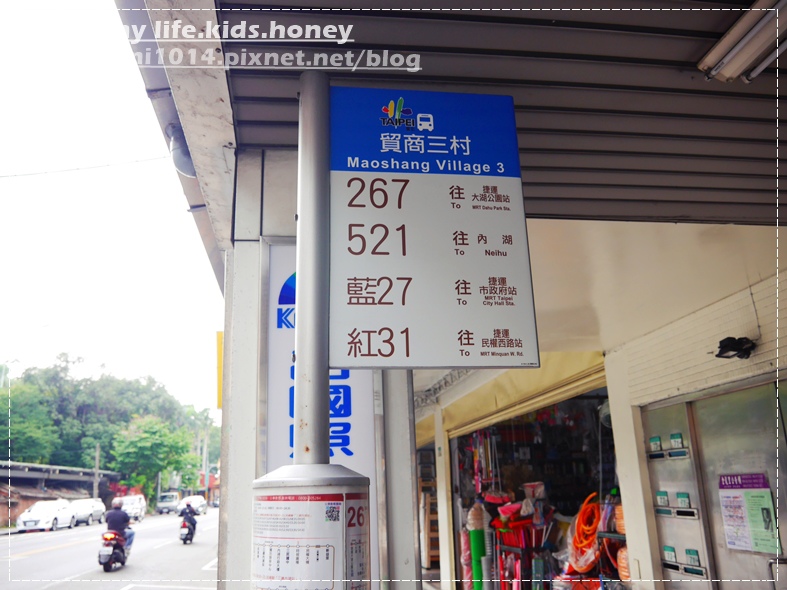 my life.kids.honey
ni1014.pixnet.net/blog
TAIPEI
貿商三村
Maoshang Village 3
267 往 To 捷運 大湖公園站 MRT Dahu Park Sta.
521 往 To 內湖 Neihu
藍27 往 To 捷運 市政府站 MRT Taipei City Hall Sta.
紅31 往 To 捷運 民權西路站 MRT Minquan W. Rd.
K
國
照
26